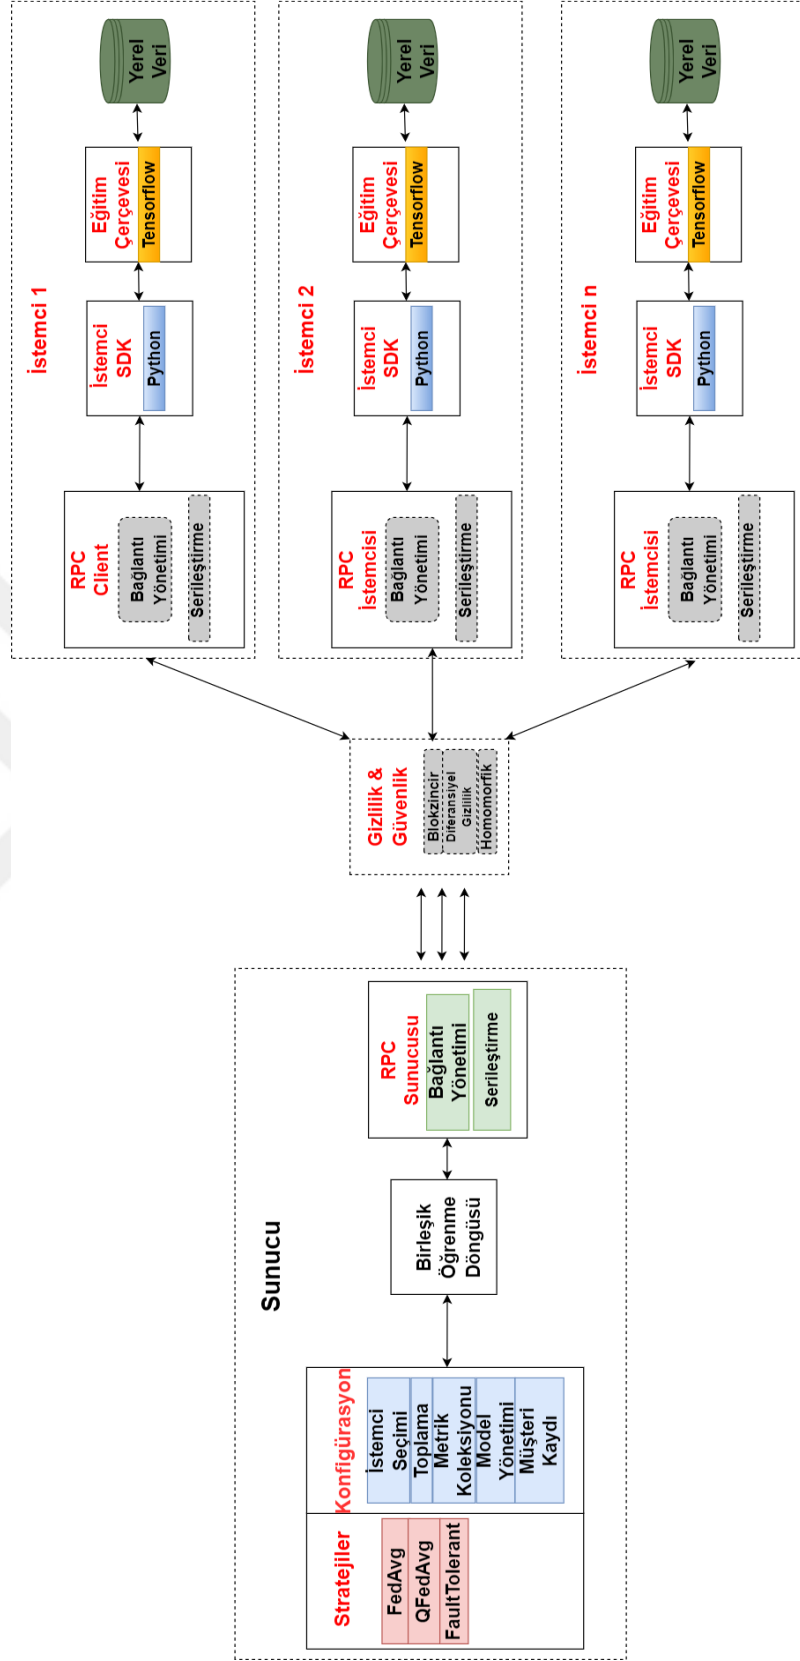 Sunucu
Stratejiler
FedAvg
QFedAvg
FaultTolerant
Konfigürasyon
İstemci
Seçimi
Toplama
Metrik
Koleksiyonu
Model
Yönetimi
Müşteri
Kaydı
Birleşik
Öğrenme
Döngüsü
RPC
Sunucusu
Bağlantı
Yönetimi
Serileştirme
Gizlilik &
Güvenlik
Blokzincir
Diferansiyel
Gizlilik
Homomorfik
İstemci 1
RPC
Client
Bağlantı
Yönetimi
Serileştirme
İstemci
SDK
Python
Eğitim
Çerçevesi
Tensorflow
Yerel
Veri
İstemci 2
RPC
İstemcisi
Bağlantı
Yönetimi
Serileştirme
İstemci
SDK
Python
Eğitim
Çerçevesi
Tensorflow
Yerel
Veri
İstemci n
RPC
İstemcisi
Bağlantı
Yönetimi
Serileştirme
İstemci
SDK
Python
Eğitim
Çerçevesi
Tensorflow
Yerel
Veri